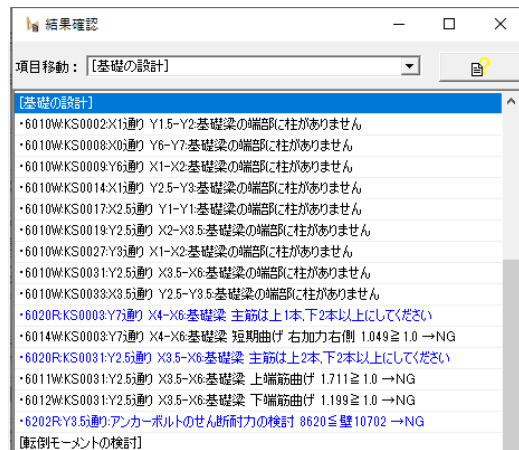 結果確認
項目移動： [基礎の設計]
[基礎の設計]
・6010W:KS0002:X1通り Y1.5-Y2:基礎梁の端部に柱がありません
・6010W:KS0008:X0通り Y6-Y7:基礎梁の端部に柱がありません
・6010W:KS0009:Y6通り X1-X2:基礎梁の端部に柱がありません
・6010W:KS0014:X1通り Y2.5-Y3:基礎梁の端部に柱がありません
・6010W:KS0017:X2.5通り Y1-Y1:基礎梁の端部に柱がありません
・6010W:KS0019:Y2.5通り X2-X3.5:基礎梁の端部に柱がありません
・6010W:KS0027:Y3通り X1-X2:基礎梁の端部に柱がありません
・6010W:KS0031:Y2.5通り X3.5-X6:基礎梁の端部に柱がありません
・6010W:KS0033:X3.5通り Y2.5-Y3.5:基礎梁の端部に柱がありません
・6020R:KS0003:Y7通り X4-X6:基礎梁 主筋は上1本,下2本以上にしてください
・6014W:KS0003:Y7通り X4-X6:基礎梁 短期曲げ 右加力右側 1.049≧1.0 →NG
・6020R:KS0031:Y2.5通り X3.5-X6:基礎梁 主筋は上2本,下2本以上にしてください
・6011W:KS0031:Y2.5通り X3.5-X6:基礎梁 上端筋曲げ 1.711≧1.0 →NG
・6012W:KS0031:Y2.5通り X3.5-X6:基礎梁 下端筋曲げ 1.199≧1.0 →NG
・6202R:Y3.5通り:アンカーボルトのせん断耐力の検討 8620≦壁10702 →NG
[転倒モーメントの検討]